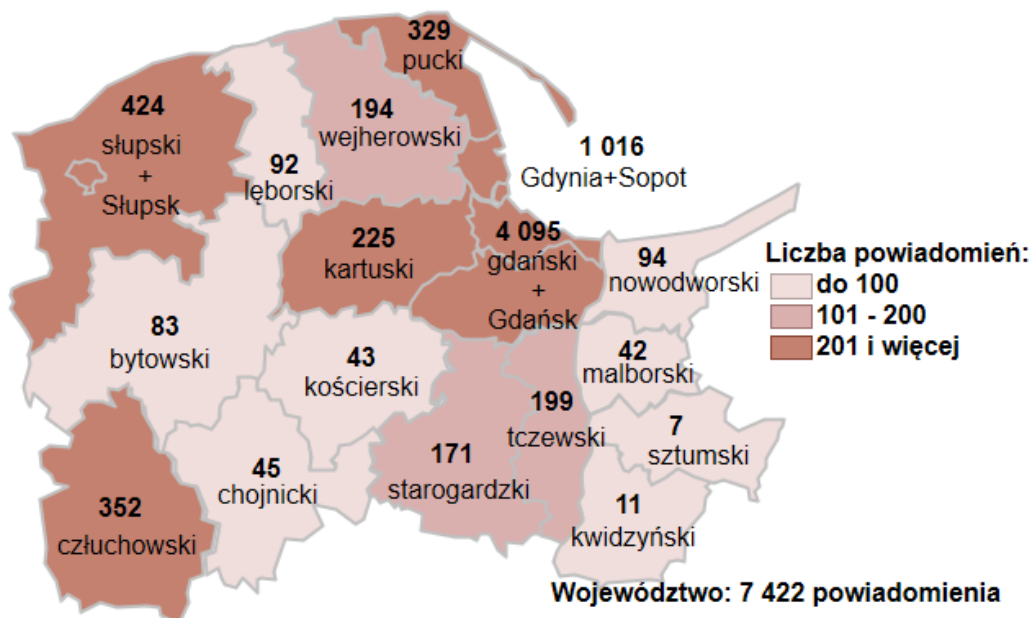 329
pucki
424
słupski
+
Słupsk
194
wejherowski
92
lęborski
1 016
Gdynia+Sopot
225
kartuski
4 095
gdański
+
Gdańsk
94
nowodworski
Liczba powiadomień:
do 100
101 - 200
201 i więcej
83
bytowski
43
kościerski
42
malborski
199
tczewski
7
sztumski
171
starogardzki
45
chojnicki
352
człuchowski
11
kwidzyński
Województwo: 7 422 powiadomienia